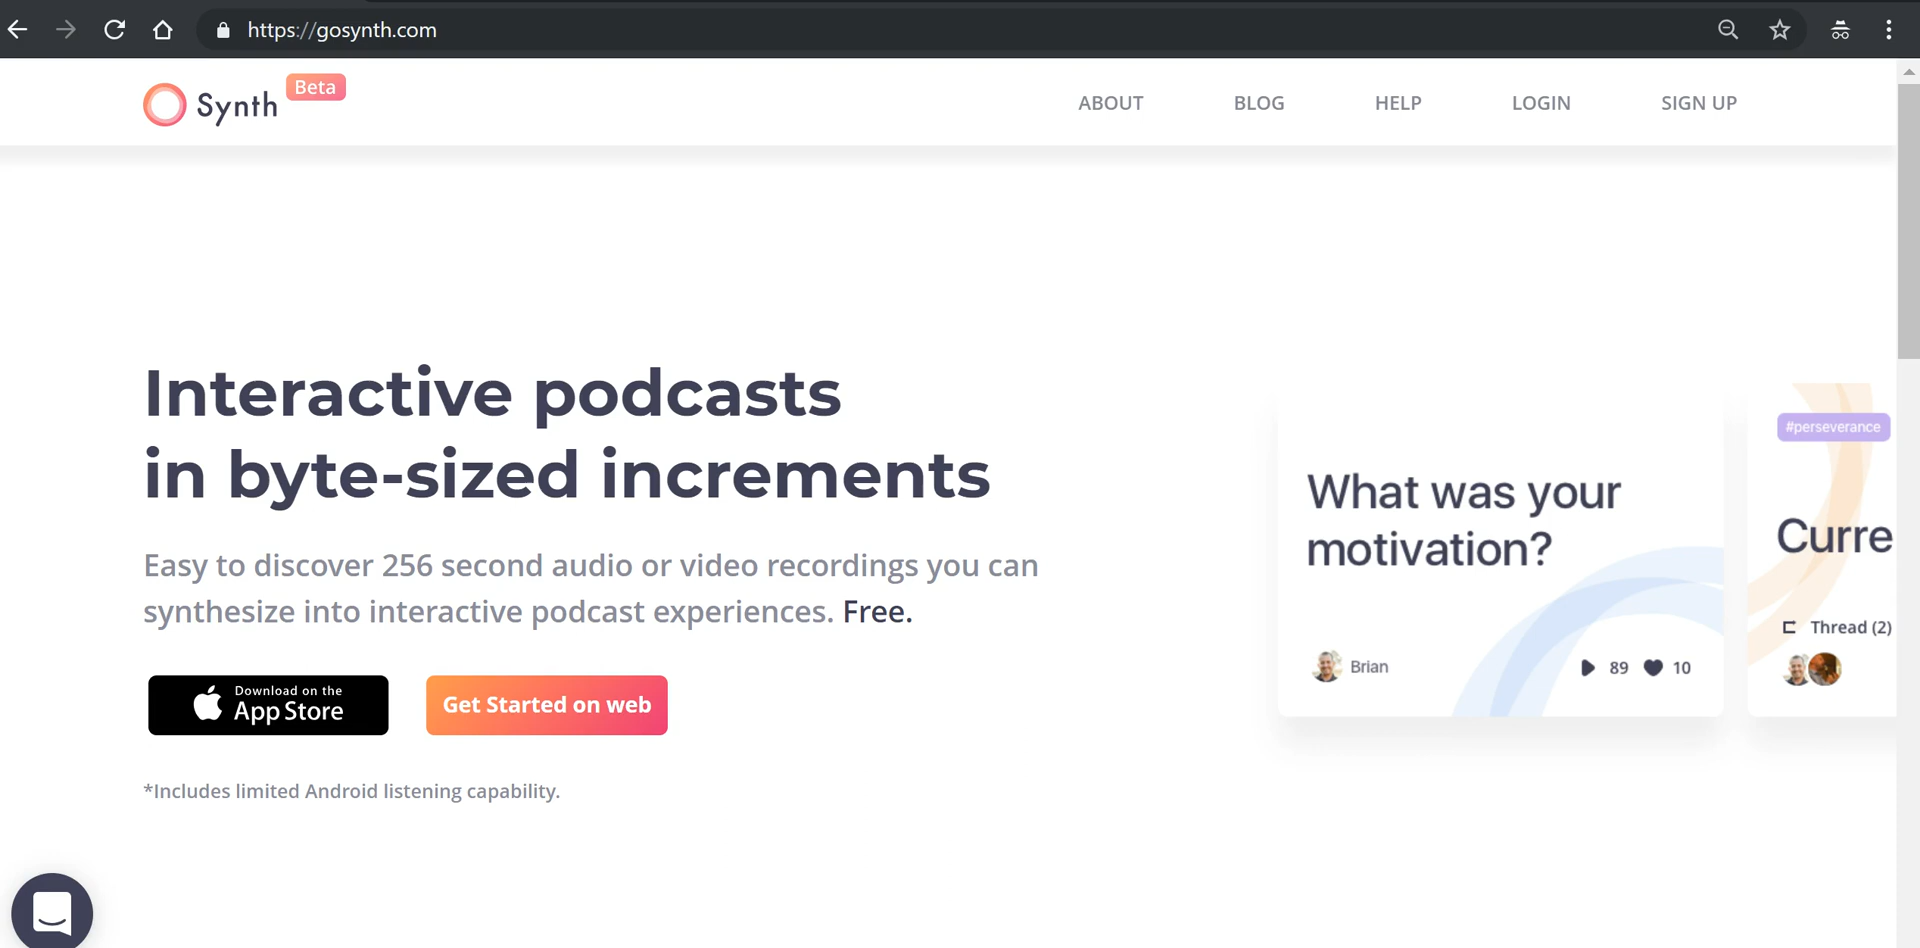 https://gosynth.com
Synth
Beta
ABOUT
BLOG
HELP
LOGIN
SIGN UP
Interactive podcasts
in byte-sized increments
Easy to discover 256 second audio or video recordings you can
synthesize into interactive podcast experiences. Free.
Download on the
App Store
Get Started on web
*Includes limited Android listening capability.
What was your
motivation?
Brian
89
10
#perseverance
Curre
Thread (2)